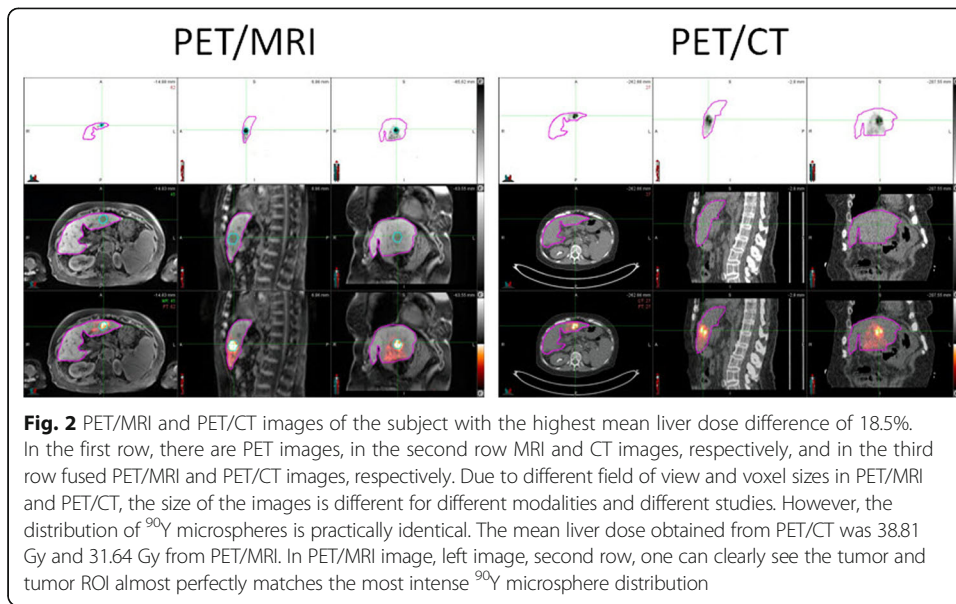 PET/MRI
PET/CT
Fig. 2 PET/MRI and PET/CT images of the subject with the highest mean liver dose difference of 18.5%.
In the first row, there are PET images, in the second row MRI and CT images, respectively, and in the third
row fused PET/MRI and PET/CT images, respectively. Due to different field of view and voxel sizes in PET/MRI
and PET/CT, the size of the images is different for different modalities and different studies. However, the
distribution of ⁹⁰Y microspheres is practically identical. The mean liver dose obtained from PET/CT was 38.81
Gy and 31.64 Gy from PET/MRI. In PET/MRI image, left image, second row, one can clearly see the tumor and
tumor ROI almost perfectly matches the most intense ⁹⁰Y microsphere distribution